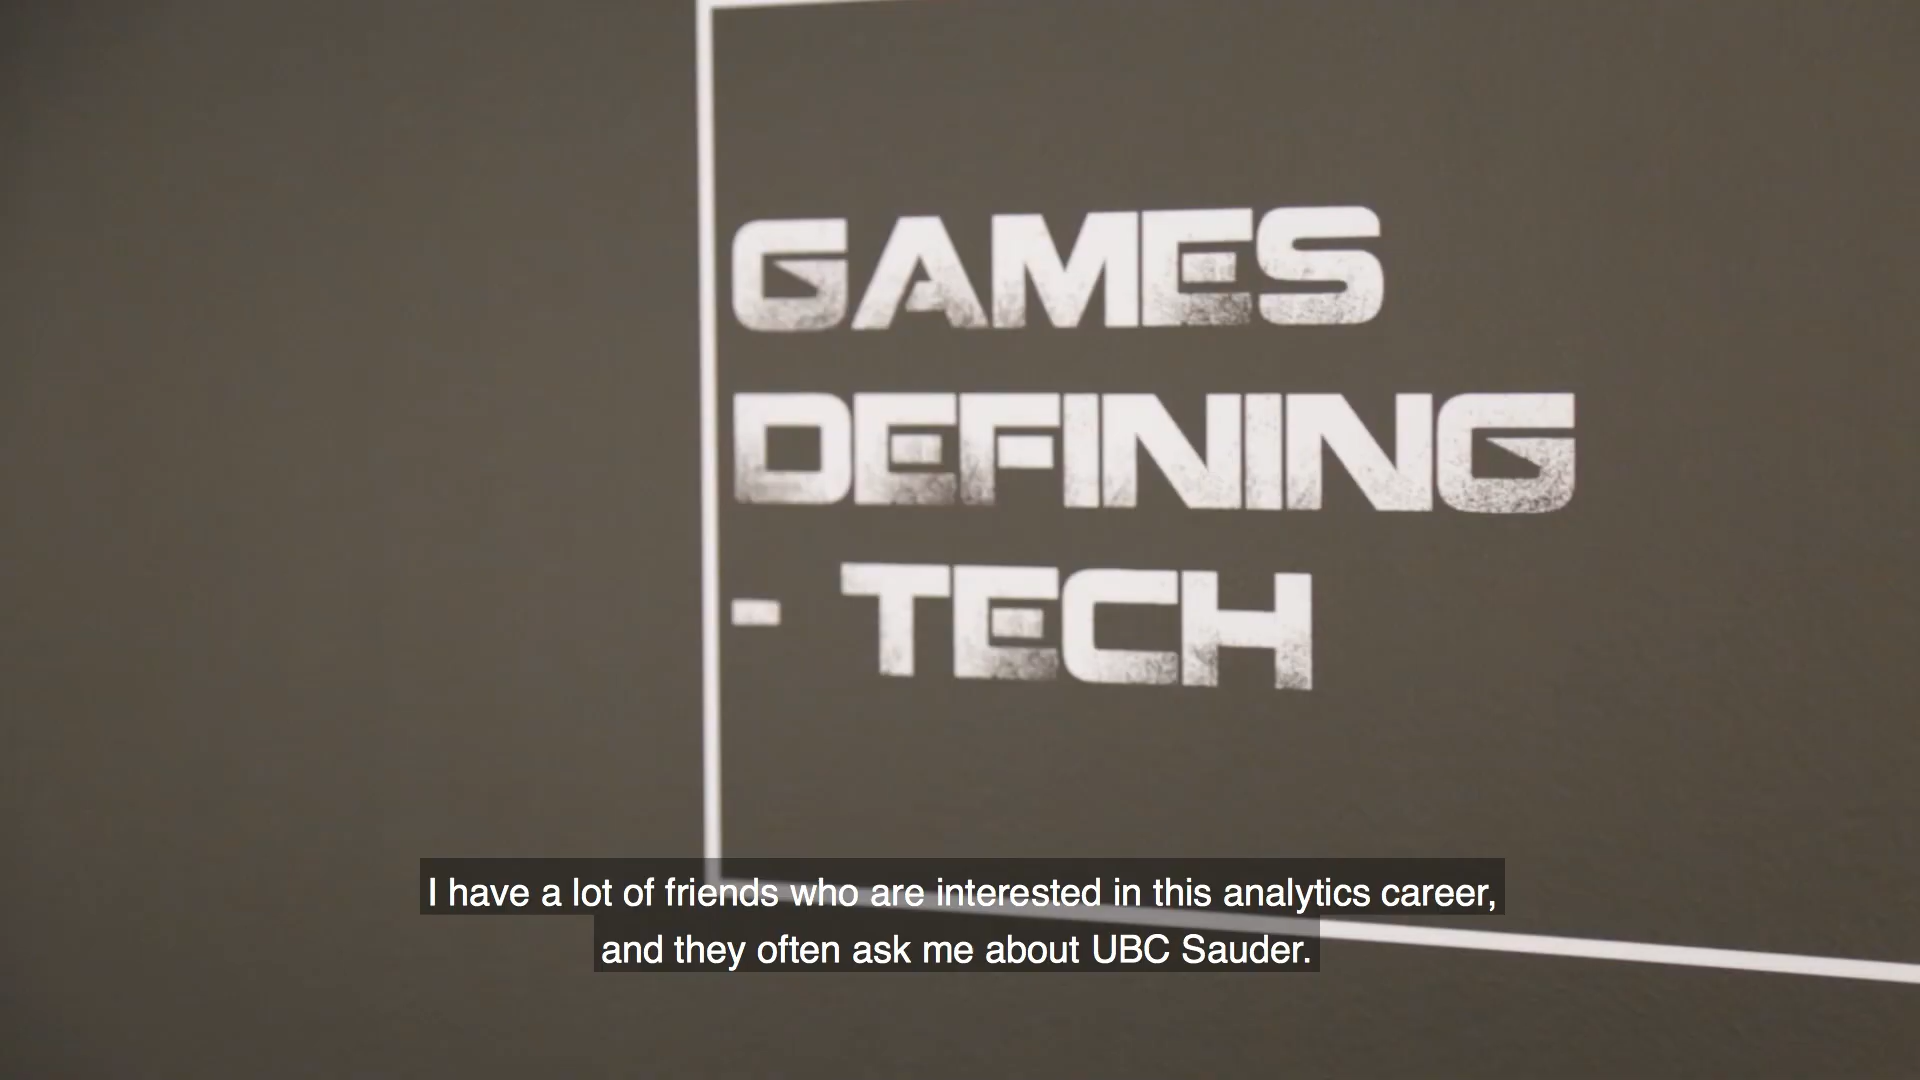 GAMES
DEFINING
- TECH
I have a lot of friends who are interested in this analytics career,
and they often ask me about UBC Sauder.